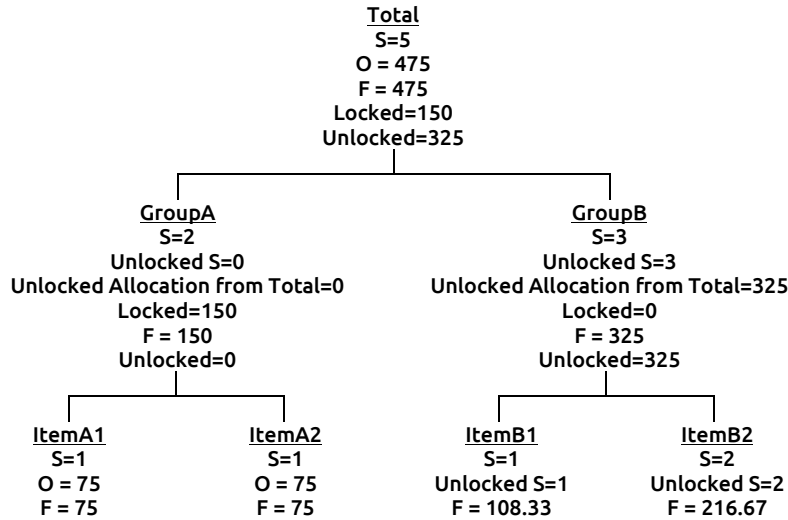 Total
S=5
O = 475
F = 475
Locked=150
Unlocked=325
GroupA
S=2
Unlocked S=0
Unlocked Allocation from Total=0
Locked=150
F = 150
Unlocked=0
GroupB
S=3
Unlocked S=3
Unlocked Allocation from Total=325
Locked=0
F = 325
Unlocked=325
ItemA1
S=1
O = 75
F = 75
ItemA2
S=1
O = 75
F = 75
ItemB1
S=1
Unlocked S=1
F = 108.33
ItemB2
S=2
Unlocked S=2
F = 216.67